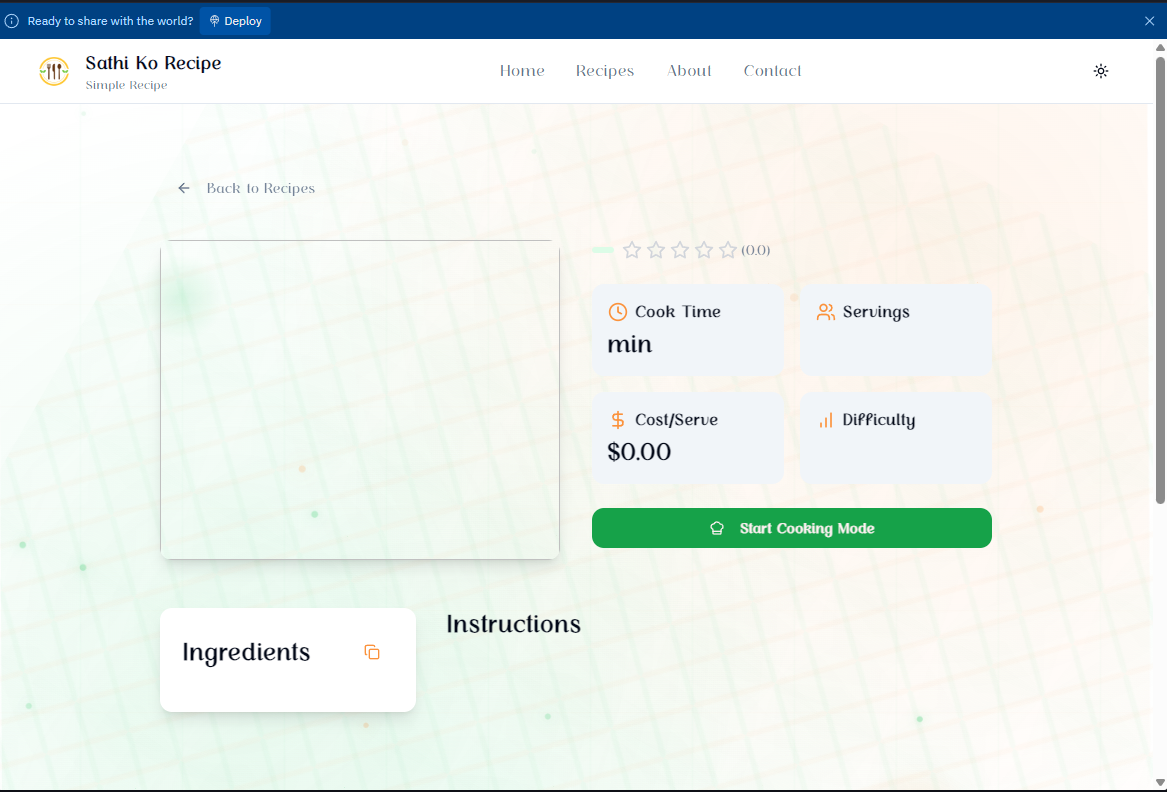 Ready to share with the world? Deploy
Sathi Ko Recipe
Simple Recipe
Home Recipes About Contact
Back to Recipes
(0.0)
Cook Time
min
Servings
Cost/Serve
$0.00
Difficulty
Start Cooking Mode
Ingredients
Instructions